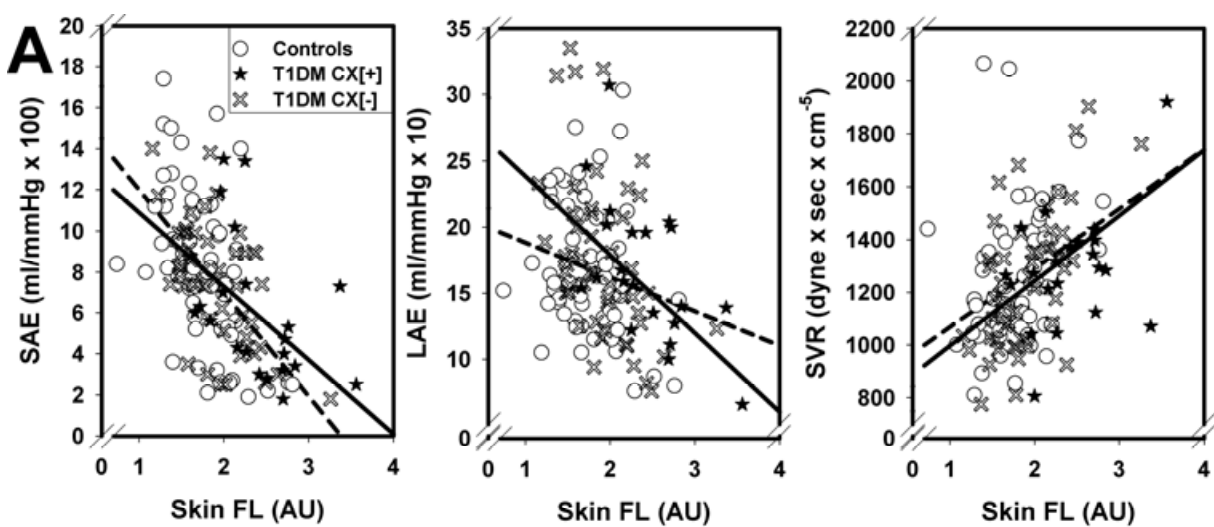 A
SAE (ml/mmHg x 100)
20
18
16
14
12
10
8
6
4
2
0
Controls
T1DM CX[+]
T1DM CX[-]
0 1 2 3 4
Skin FL (AU)
LAE (ml/mmHg x 10)
35
30
25
20
15
10
5
0
0 1 2 3 4
Skin FL (AU)
SVR (dyne x sec x cm-5)
2200
2000
1800
1600
1400
1200
1000
800
0
0 1 2 3 4
Skin FL (AU)